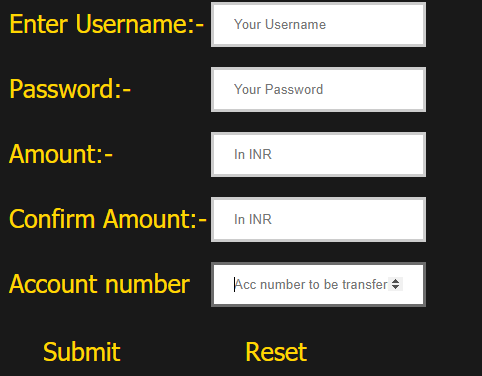 Enter Username:- Your Username
Password:- Your Password
Amount:- In INR
Confirm Amount:- In INR
Account number Acc number to be transfer
Submit Reset